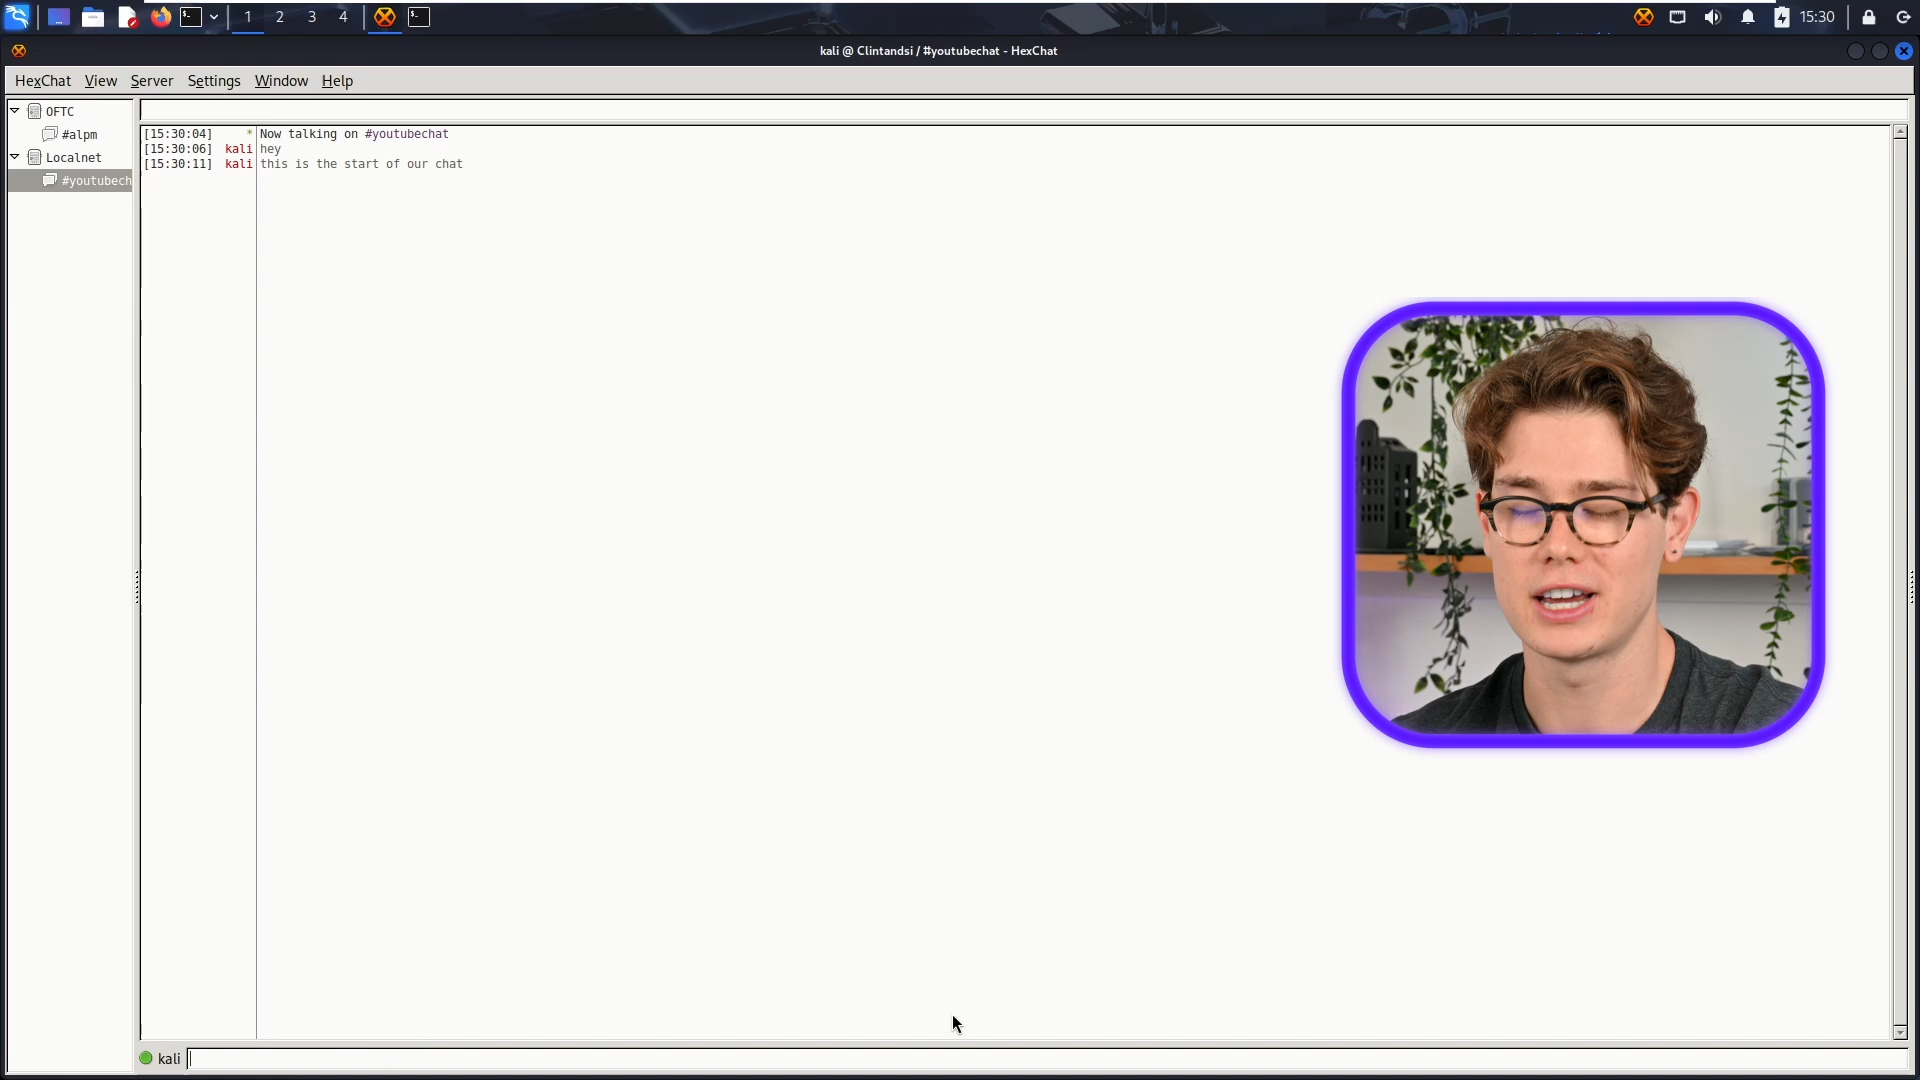 1 2 3 4 15:30
kali @ Clintandsi / #youtubechat - HexChat
HexChat View Server Settings Window Help
OFTC
#alpm
Localnet
#youtubech
[15:30:04] * Now talking on #youtubechat
[15:30:06] kali hey
[15:30:11] kali this is the start of our chat
kali